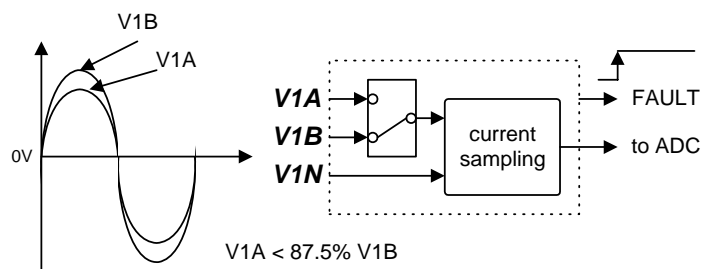 V1B
V1A
0V
V1A < 87.5% V1B
V1A
V1B
V1N
current
sampling
FAULT
to ADC